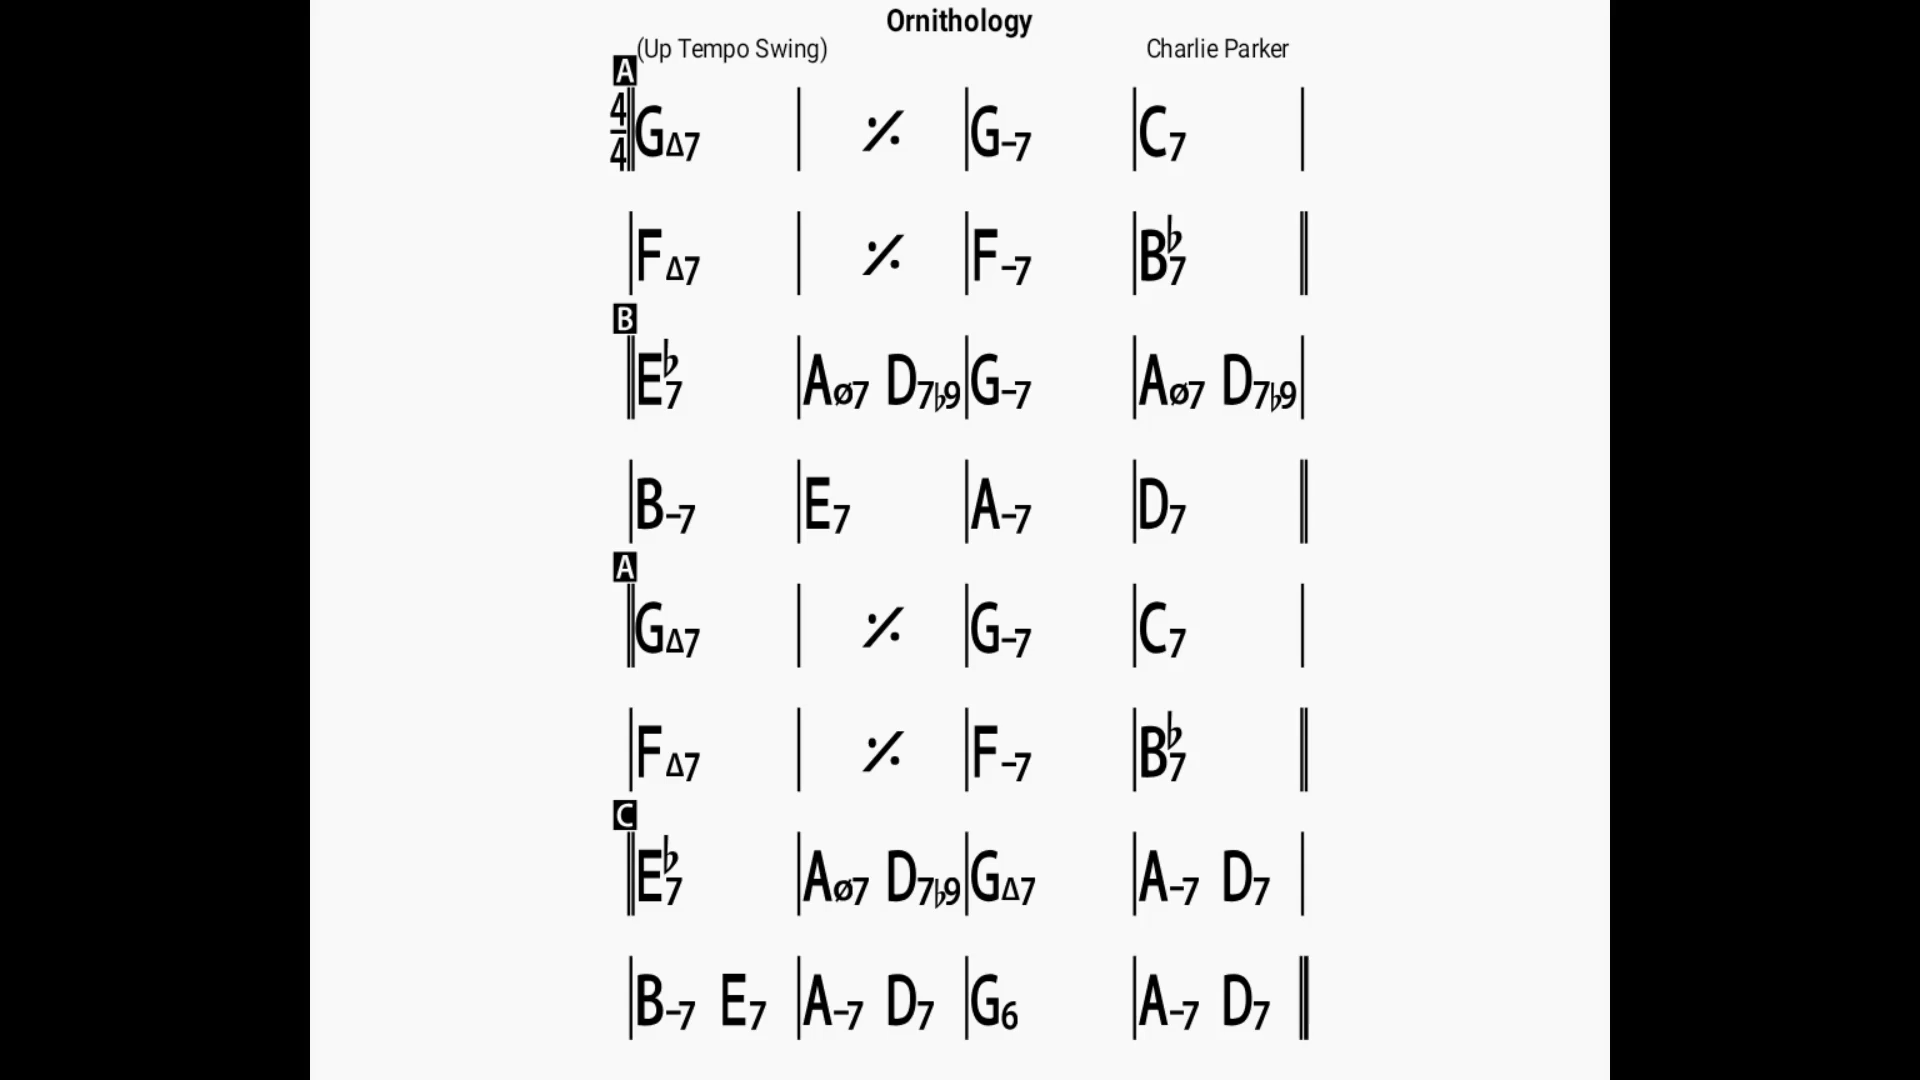 Ornithology
(Up Tempo Swing) Charlie Parker
A
4/4 GΔ7 | 𝄎 | G–7 | C7 |
| FΔ7 | 𝄎 | F–7 | B♭7 ||
B
|| E♭7 | Aø7 D7♭9 | G–7 | Aø7 D7♭9 |
| B–7 | E7 | A–7 | D7 ||
A
|| GΔ7 | 𝄎 | G–7 | C7 |
| FΔ7 | 𝄎 | F–7 | B♭7 ||
C
|| E♭7 | Aø7 D7♭9 | GΔ7 | A–7 D7 |
| B–7 E7 | A–7 D7 | G6 | A–7 D7 ||